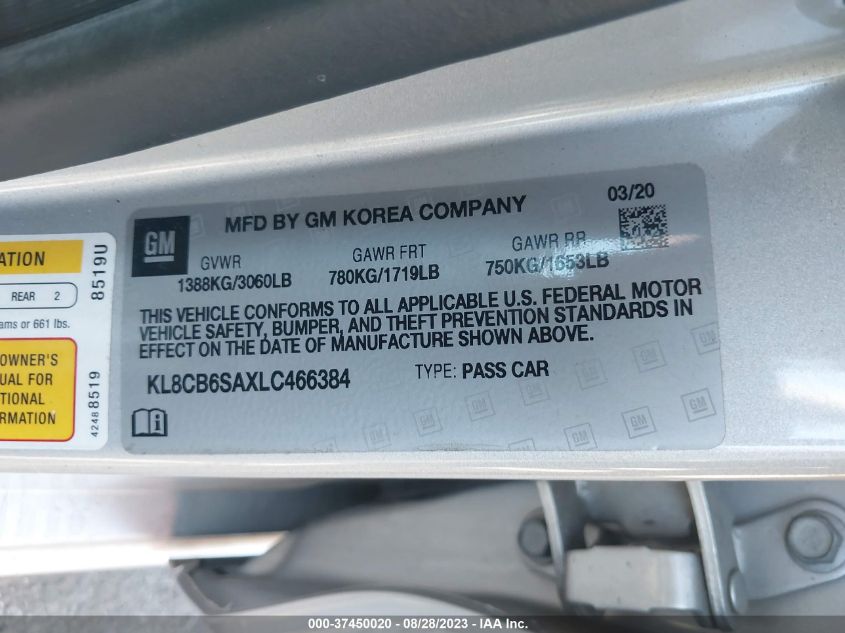 MFD BY GM KOREA COMPANY
03/20
GM
GVWR
GAWR FRT
GAWR RR
1388KG/3060LB
780KG/1719LB
750KG/1653LB
THIS VEHICLE CONFORMS TO ALL APPLICABLE U.S. FEDERAL MOTOR
VEHICLE SAFETY, BUMPER, AND THEFT PREVENTION STANDARDS IN
EFFECT ON THE DATE OF MANUFACTURE SHOWN ABOVE.
KL8CB6SAXLC466384
TYPE: PASS CAR
ATION
REAR 2
ams or 661 lbs.
OWNER'S
UAL FOR
TIONAL
RMATION
8519U
42488519
000-37450020 - 08/28/2023 - IAA Inc.